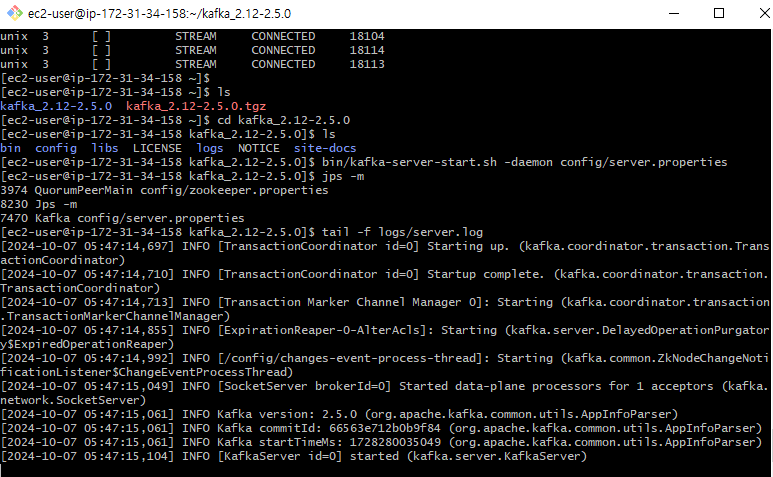 ec2-user@ip-172-31-34-158:~/kafka_2.12-2.5.0
unix  3      [ ]         STREAM     CONNECTED     18104
unix  3      [ ]         STREAM     CONNECTED     18114
unix  3      [ ]         STREAM     CONNECTED     18113
[ec2-user@ip-172-31-34-158 ~]$
[ec2-user@ip-172-31-34-158 ~]$ ls
kafka_2.12-2.5.0  kafka_2.12-2.5.0.tgz
[ec2-user@ip-172-31-34-158 ~]$ cd kafka_2.12-2.5.0
[ec2-user@ip-172-31-34-158 kafka_2.12-2.5.0]$ ls
bin  config  libs  LICENSE  logs  NOTICE  site-docs
[ec2-user@ip-172-31-34-158 kafka_2.12-2.5.0]$ bin/kafka-server-start.sh -daemon config/server.properties
[ec2-user@ip-172-31-34-158 kafka_2.12-2.5.0]$ jps -m
3974 QuorumPeerMain config/zookeeper.properties
8230 Jps -m
7470 Kafka config/server.properties
[ec2-user@ip-172-31-34-158 kafka_2.12-2.5.0]$ tail -f logs/server.log
[2024-10-07 05:47:14,697] INFO [TransactionCoordinator id=0] Starting up. (kafka.coordinator.transaction.Trans
actionCoordinator)
[2024-10-07 05:47:14,710] INFO [TransactionCoordinator id=0] Startup complete. (kafka.coordinator.transaction.
TransactionCoordinator)
[2024-10-07 05:47:14,713] INFO [Transaction Marker Channel Manager 0]: Starting (kafka.coordinator.transaction
.TransactionMarkerChannelManager)
[2024-10-07 05:47:14,855] INFO [ExpirationReaper-0-AlterAcls]: Starting (kafka.server.DelayedOperationPurgator
y$ExpiredOperationReaper)
[2024-10-07 05:47:14,992] INFO [/config/changes-event-process-thread]: Starting (kafka.common.ZkNodeChangeNoti
ficationListener$ChangeEventProcessThread)
[2024-10-07 05:47:15,049] INFO [SocketServer brokerId=0] Started data-plane processors for 1 acceptors (kafka.
network.SocketServer)
[2024-10-07 05:47:15,061] INFO Kafka version: 2.5.0 (org.apache.kafka.common.utils.AppInfoParser)
[2024-10-07 05:47:15,061] INFO Kafka commitId: 66563e712b0b9f84 (org.apache.kafka.common.utils.AppInfoParser)
[2024-10-07 05:47:15,061] INFO Kafka startTimeMs: 1728280035049 (org.apache.kafka.common.utils.AppInfoParser)
[2024-10-07 05:47:15,104] INFO [KafkaServer id=0] started (kafka.server.KafkaServer)